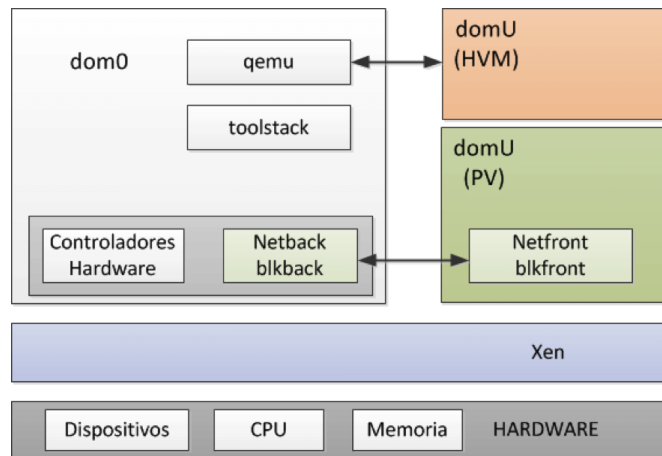 dom0
qemu
toolstack
Controladores
Hardware
Netback
blkback
domU
(HVM)
domU
(PV)
Netfront
blkfront
Xen
Dispositivos
CPU
Memoria
HARDWARE